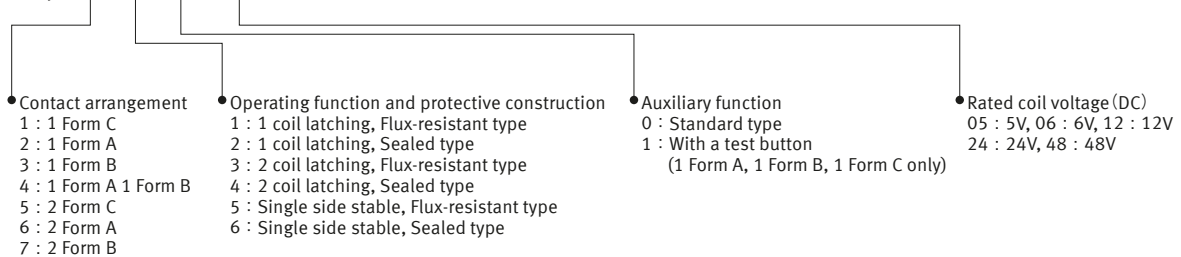 Contact arrangement
1 : 1 Form C
2 : 1 Form A
3 : 1 Form B
4 : 1 Form A 1 Form B
5 : 2 Form C
6 : 2 Form A
7 : 2 Form B
Operating function and protective construction
1 : 1 coil latching, Flux-resistant type
2 : 1 coil latching, Sealed type
3 : 2 coil latching, Flux-resistant type
4 : 2 coil latching, Sealed type
5 : Single side stable, Flux-resistant type
6 : Single side stable, Sealed type
Auxiliary function
0 : Standard type
1 : With a test button
(1 Form A, 1 Form B, 1 Form C only)
Rated coil voltage (DC)
05 : 5V, 06 : 6V, 12 : 12V
24 : 24V, 48 : 48V